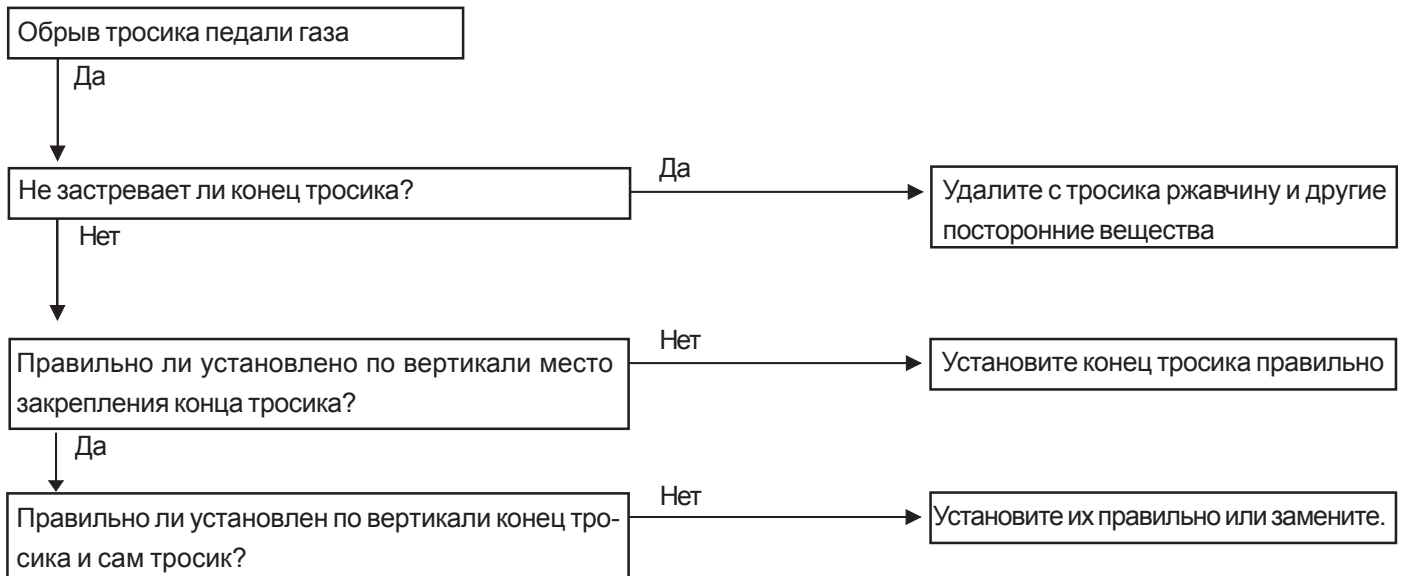 Обрыв тросика педали газа
Да
Не застревает ли конец тросика?
Да
Удалите с тросика ржавчину и другие
посторонние вещества
Нет
Правильно ли установлено по вертикали место
закрепления конца тросика?
Нет
Установите конец тросика правильно
Да
Правильно ли установлен по вертикали конец тро-
сика и сам тросик?
Нет
Установите их правильно или замените.